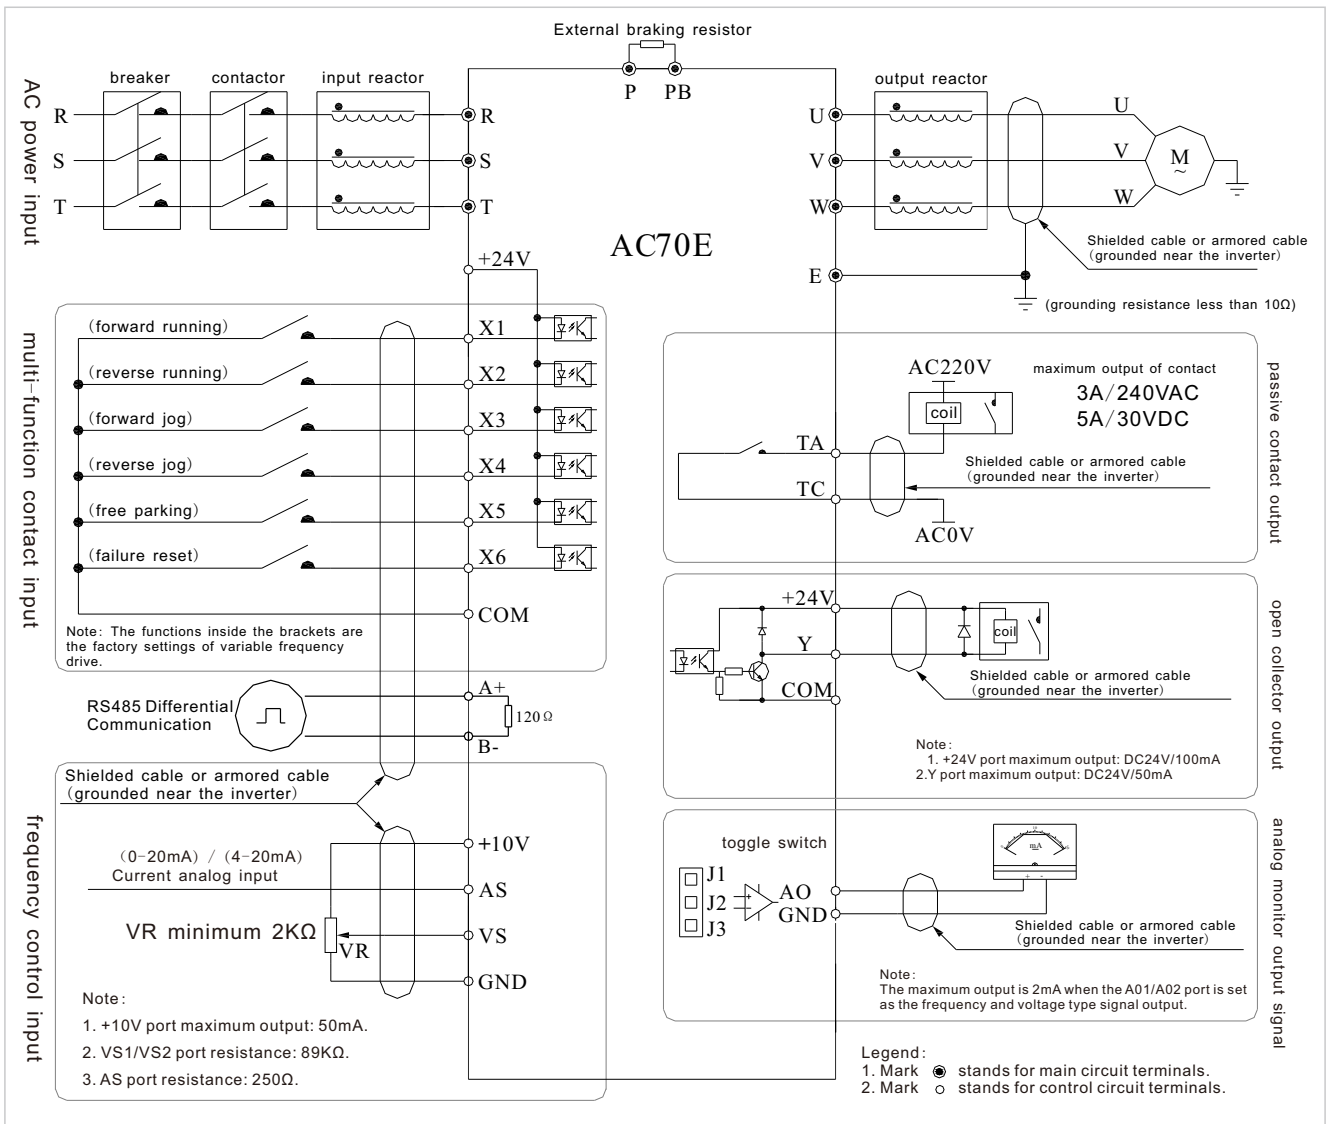 External braking resistor
P PB
AC power input
breaker
contactor
input reactor
output reactor
R
S
T
R
S
T
U
V
W
E
U
V
W
M
~
AC70E
Shielded cable or armored cable
(grounded near the inverter)
(grounding resistance less than 10Ω)
+24V
multi-function contact input
(forward running)
X1
(reverse running)
X2
(forward jog)
X3
(reverse jog)
X4
(free parking)
X5
(failure reset)
X6
COM
Note: The functions inside the brackets are
the factory settings of variable frequency
drive.
RS485 Differential
Communication
A+
120Ω
B-
Shielded cable or armored cable
(grounded near the inverter)
frequency control input
(0-20mA) / (4-20mA)
Current analog input
+10V
AS
VR minimum 2KΩ
VR
VS
GND
Note:
1. +10V port maximum output: 50mA.
2. VS1/VS2 port resistance: 89KΩ.
3. AS port resistance: 250Ω.
passive contact output
AC220V
coil
maximum output of contact
3A/240VAC
5A/30VDC
TA
TC
Shielded cable or armored cable
(grounded near the inverter)
AC0V
open collector output
+24V
Y
COM
coil
Shielded cable or armored cable
(grounded near the inverter)
Note:
1. +24V port maximum output: DC24V/100mA
2.Y port maximum output: DC24V/50mA
analog monitor output signal
toggle switch
J1
J2
J3
+
-
AO
GND
mA
+ -
Shielded cable or armored cable
(grounded near the inverter)
Note:
The maximum output is 2mA when the A01/A02 port is set
as the frequency and voltage type signal output.
Legend:
1. Mark stands for main circuit terminals.
2. Mark stands for control circuit terminals.